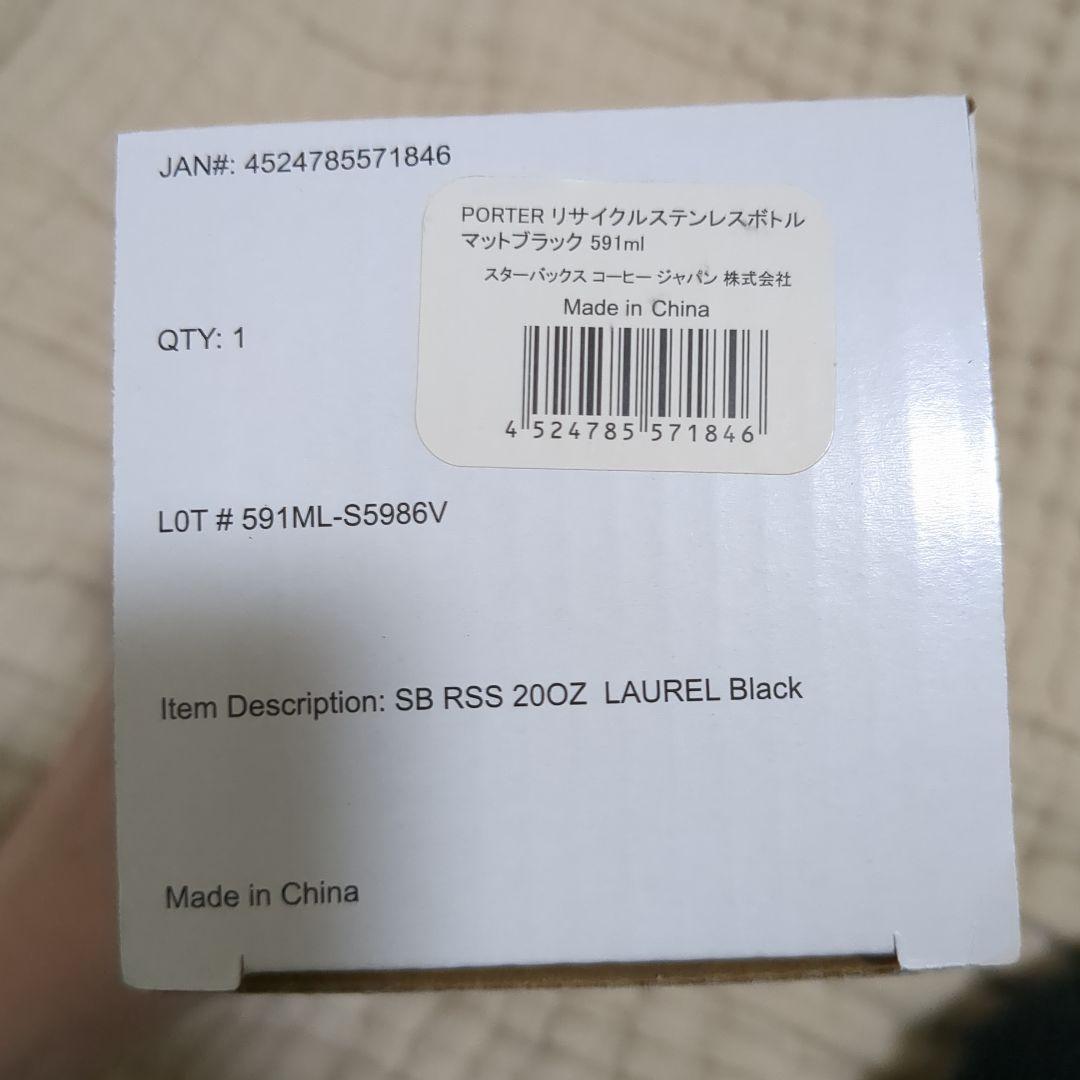 JAN#: 4524785571846
PORTER リサイクルステンレスボトル
マットブラック 591ml
スターバックス コーヒー ジャパン 株式会社
Made in China
4 524785 571846
QTY: 1
L0T # 591ML-S5986V
Item Description: SB RSS 20OZ LAUREL Black
Made in China